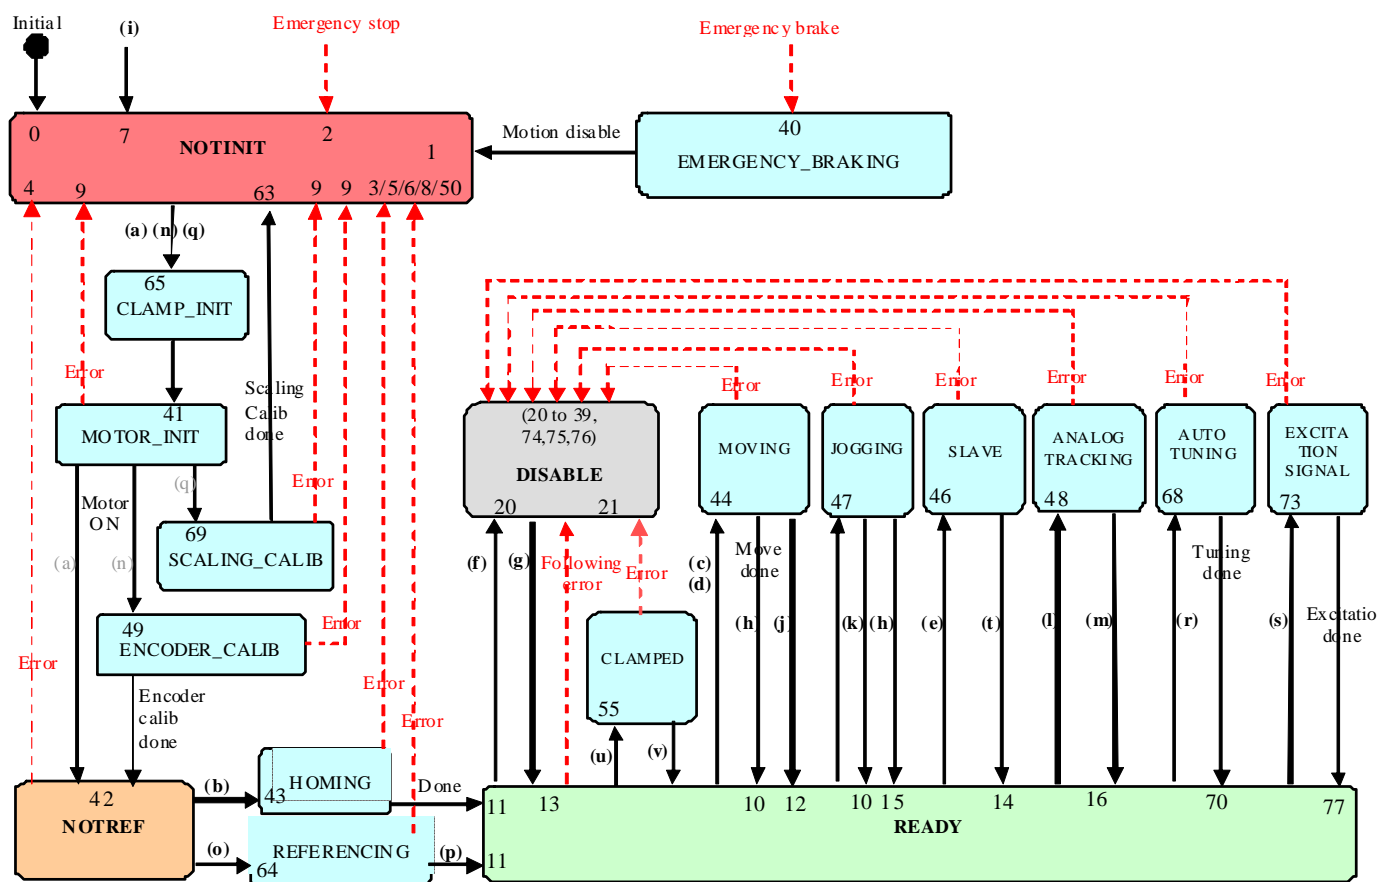 Initial
(i)
Emergency stop
Emergency brake
0
7
2
NOTINIT
1
4
9
63
9
9
3/5/6/8/50
Motion disable
40
EMERGENCY_BRAKING
(a) (n) (q)
65
CLAMP_INIT
Error
Scaling
Calib
done
41
MOTOR_INIT
(q)
Motor
ON
(a)
(n)
Error
69
SCALING_CALIB
49
ENCODER_CALIB
Error
Error
Encoder
calib
done
Error
Error
42
NOTREF
(b)
43
HOMING
Done
(o)
64
REFERENCING
(p)
(20 to 39,
74,75,76)
DISABLE
20
21
Error
Error
Error
Error
Error
Error
MOVING
44
JOGGING
47
SLAVE
46
ANALOG
TRACKING
48
AUTO
TUNING
68
EXCITA
TION
SIGNAL
73
(f)
(g)
Following
error
Error
(c)
(d)
Move
done
(h)
(j)
(k)
(h)
(e)
(t)
(l)
(m)
(r)
Tuning
done
(s)
Excitatio
done
CLAMPED
55
(u)
(v)
11
13
10
12
10
15
14
16
70
77
READY
11